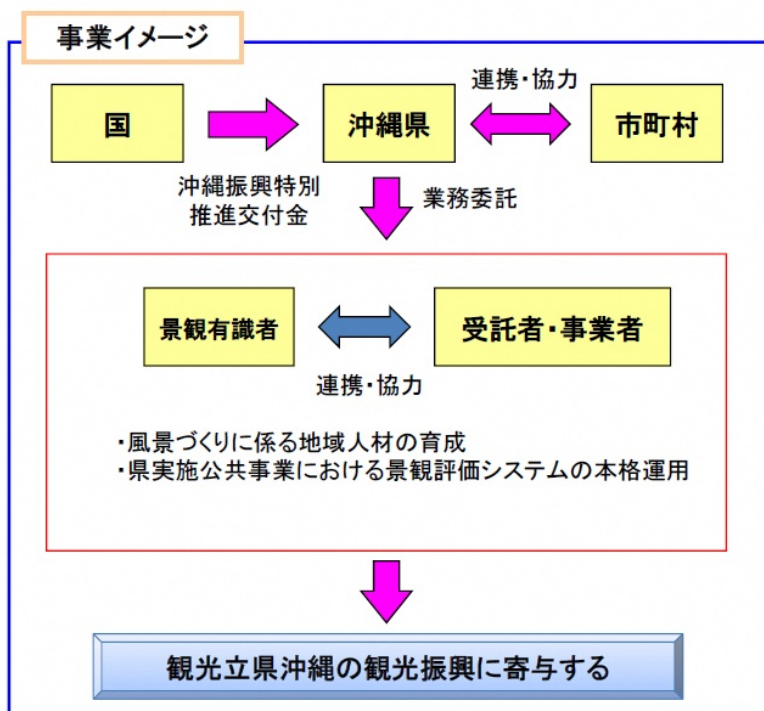 事業イメージ
国
沖縄県
連携・協力
市町村
沖縄振興特別
推進交付金
業務委託
景観有識者
受託者・事業者
連携・協力
・風景づくりに係る地域人材の育成
・県実施公共事業における景観評価システムの本格運用
観光立県沖縄の観光振興に寄与する